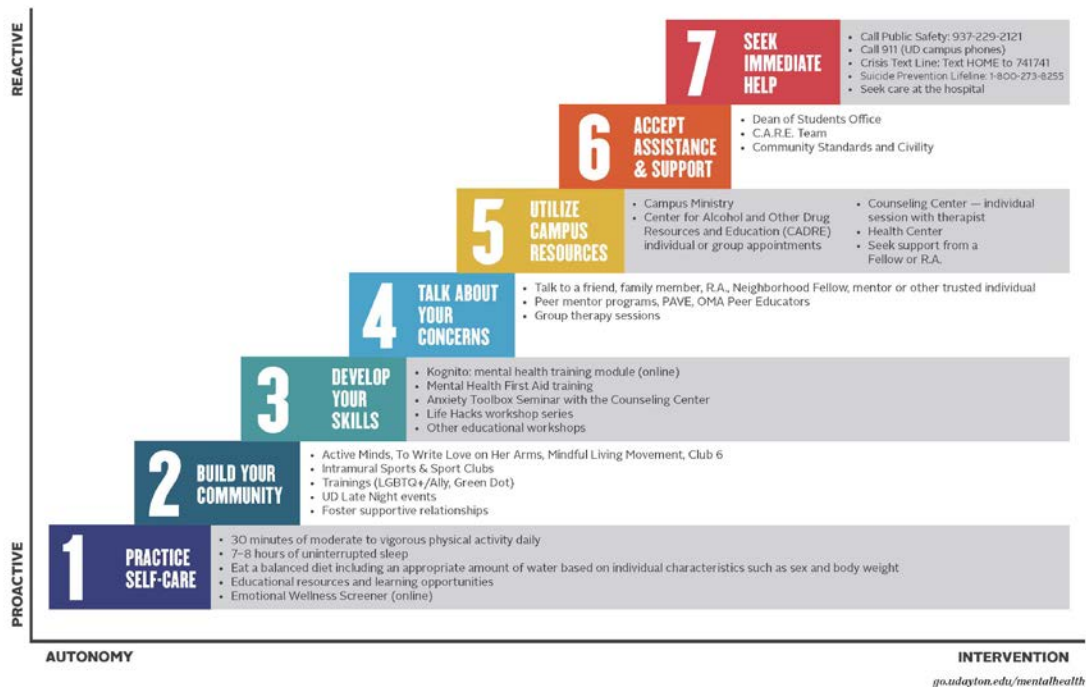 REACTIVE
7
SEEK
IMMEDIATE
HELP
• Call Public Safety: 937-229-2121
• Call 911 (UD campus phones)
• Crisis Text Line: Text HOME to 741741
• Suicide Prevention Lifeline: 1-800-273-8255
• Seek care at the hospital
6
ACCEPT
ASSISTANCE
& SUPPORT
• Dean of Students Office
• C.A.R.E. Team
• Community Standards and Civility
5
UTILIZE
CAMPUS
RESOURCES
• Campus Ministry
• Center for Alcohol and Other Drug
Resources and Education (CADRE)
individual or group appointments
• Counseling Center — individual
session with therapist
• Health Center
• Seek support from a
Fellow or R.A.
4
TALK ABOUT
YOUR
CONCERNS
• Talk to a friend, family member, R.A., Neighborhood Fellow, mentor or other trusted individual
• Peer mentor programs, PAVE, OMA Peer Educators
• Group therapy sessions
3
DEVELOP
YOUR
SKILLS
• Kognito: mental health training module (online)
• Mental Health First Aid training
• Anxiety Toolbox Seminar with the Counseling Center
• Life Hacks workshop series
• Other educational workshops
2
BUILD YOUR
COMMUNITY
• Active Minds, To Write Love on Her Arms, Mindful Living Movement, Club 6
• Intramural Sports & Sport Clubs
• Trainings (LGBTQ+/Ally, Green Dot)
• UD Late Night events
• Foster supportive relationships
1
PRACTICE
SELF-CARE
• 30 minutes of moderate to vigorous physical activity daily
• 7–8 hours of uninterrupted sleep
• Eat a balanced diet including an appropriate amount of water based on individual characteristics such as sex and body weight
• Educational resources and learning opportunities
• Emotional Wellness Screener (online)
PROACTIVE
AUTONOMY
INTERVENTION
go.udayton.edu/mentalhealth